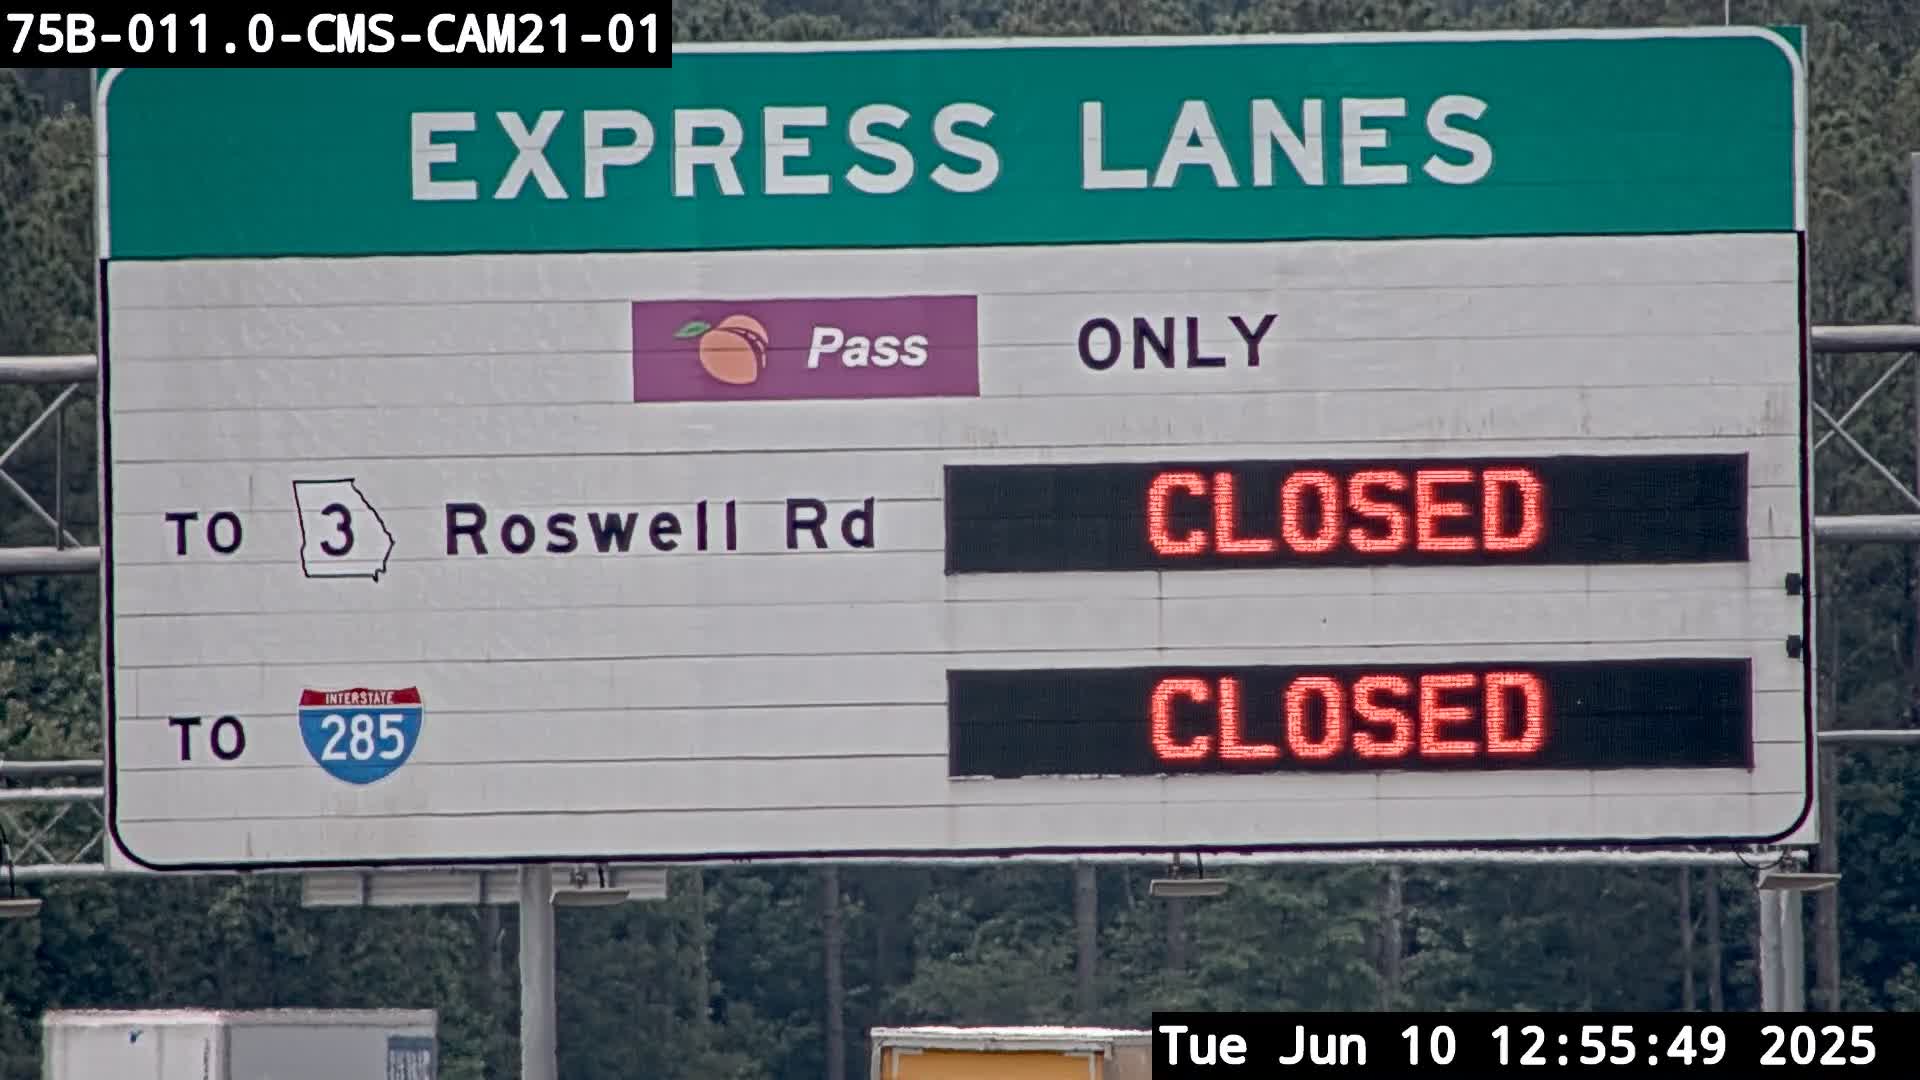 75B-011.0-CMS-CAM21-01
EXPRESS LANES
Pass ONLY
TO 3 Roswell Rd CLOSED
TO INTERSTATE 285 CLOSED
Tue Jun 10 12:55:49 2025